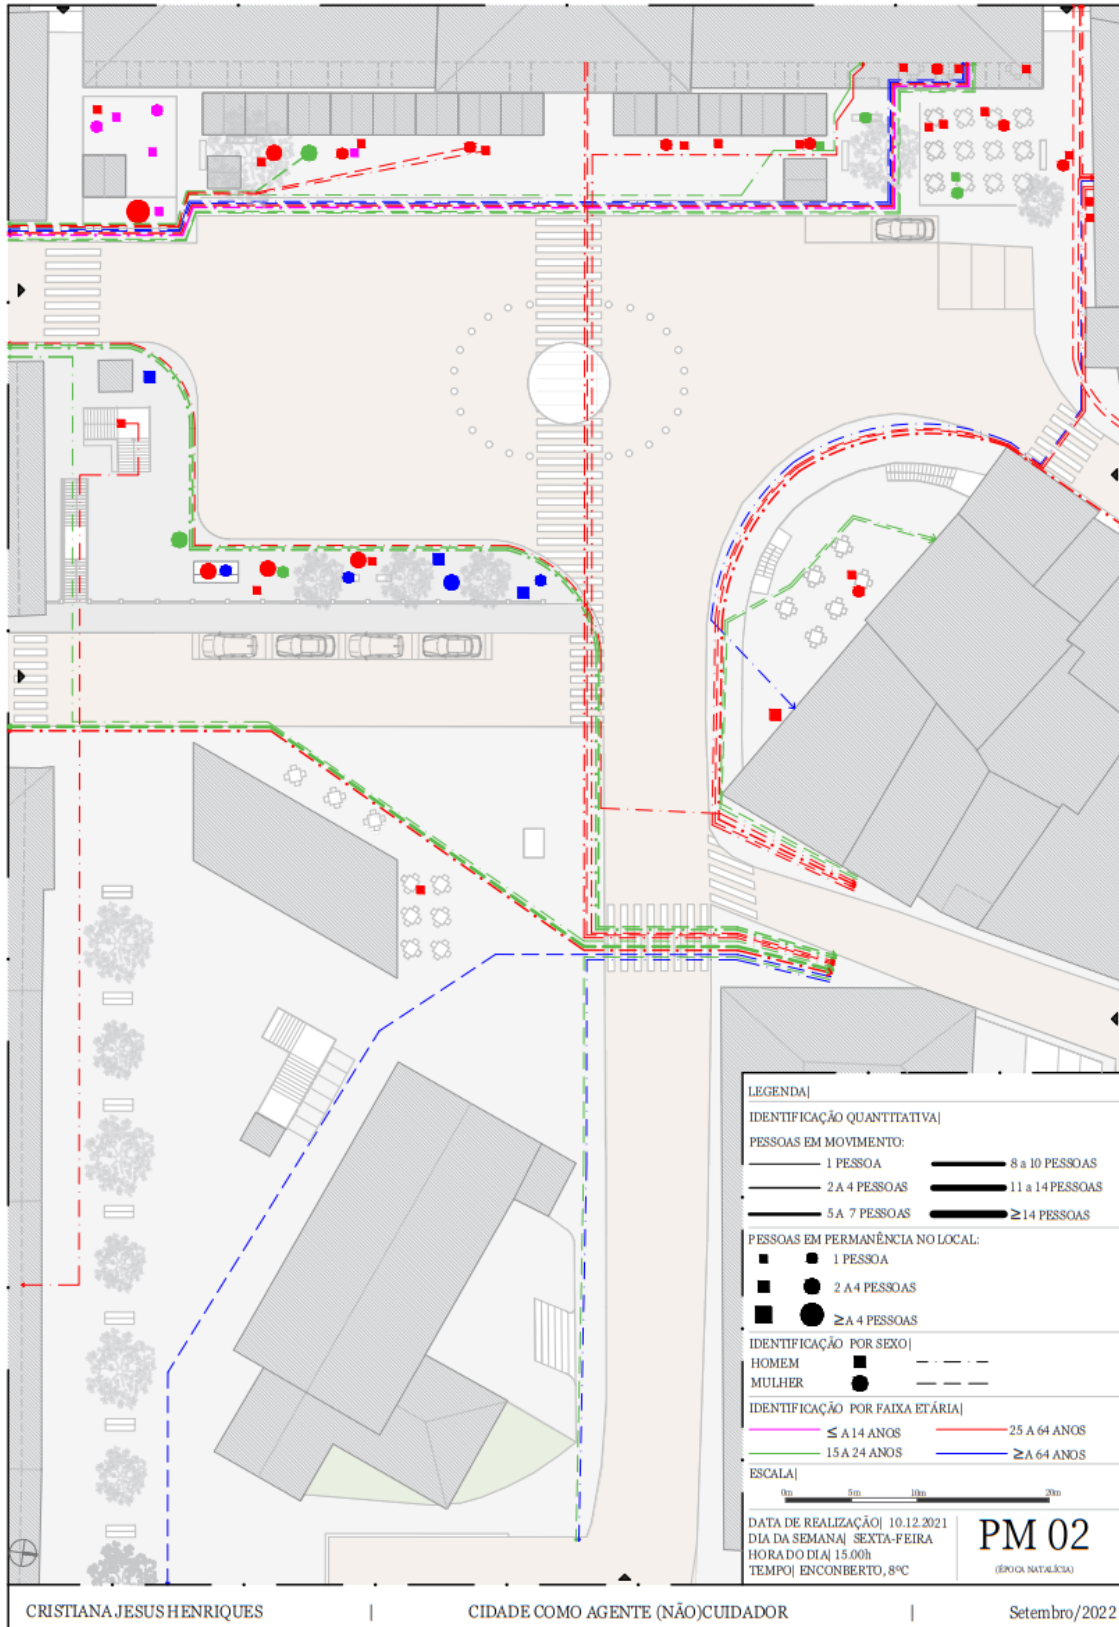 LEGENDA|
IDENTIFICAÇÃO QUANTITATIVA|
PESSOAS EM MOVIMENTO:
1 PESSOA
8 a 10 PESSOAS
2 A 4 PESSOAS
11 a 14 PESSOAS
5 A 7 PESSOAS
≥14 PESSOAS
PESSOAS EM PERMANÊNCIA NO LOCAL:
1 PESSOA
2 A 4 PESSOAS
≥A 4 PESSOAS
IDENTIFICAÇÃO POR SEXO|
HOMEM
MULHER
IDENTIFICAÇÃO POR FAIXA ETÁRIA|
≤ A 14 ANOS
25 A 64 ANOS
15 A 24 ANOS
≥A 64 ANOS
ESCALA|
0m 5m 10m 20m
DATA DE REALIZAÇÃO| 10.12.2021
DIA DA SEMANA| SEXTA-FEIRA
HORA DO DIA| 15.00h
TEMPO| ENCONBERTO, 8ºC
PM 02
(ÉPOCA NATALÍCIA)
CRISTIANA JESUS HENRIQUES | CIDADE COMO AGENTE (NÃO)CUIDADOR | Setembro/2022